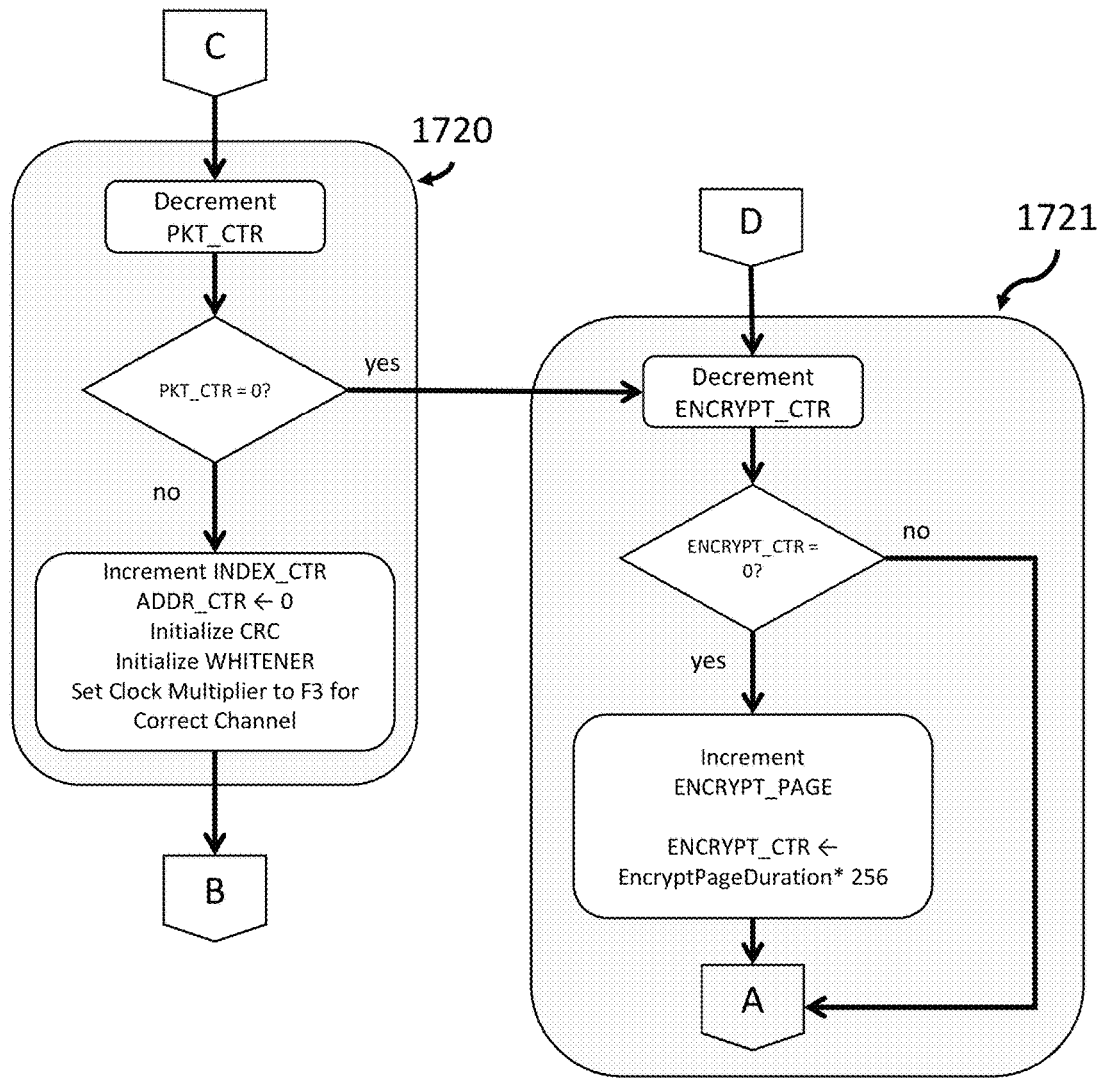 C
1720
Decrement
PKT_CTR
PKT_CTR = 0?
yes
no
Increment INDEX_CTR
ADDR_CTR ← 0
Initialize CRC
Initialize WHITENER
Set Clock Multiplier to F3 for
Correct Channel
B
D
1721
Decrement
ENCRYPT_CTR
ENCRYPT_CTR =
0?
no
yes
Increment
ENCRYPT_PAGE
ENCRYPT_CTR ←
EncryptPageDuration* 256
A